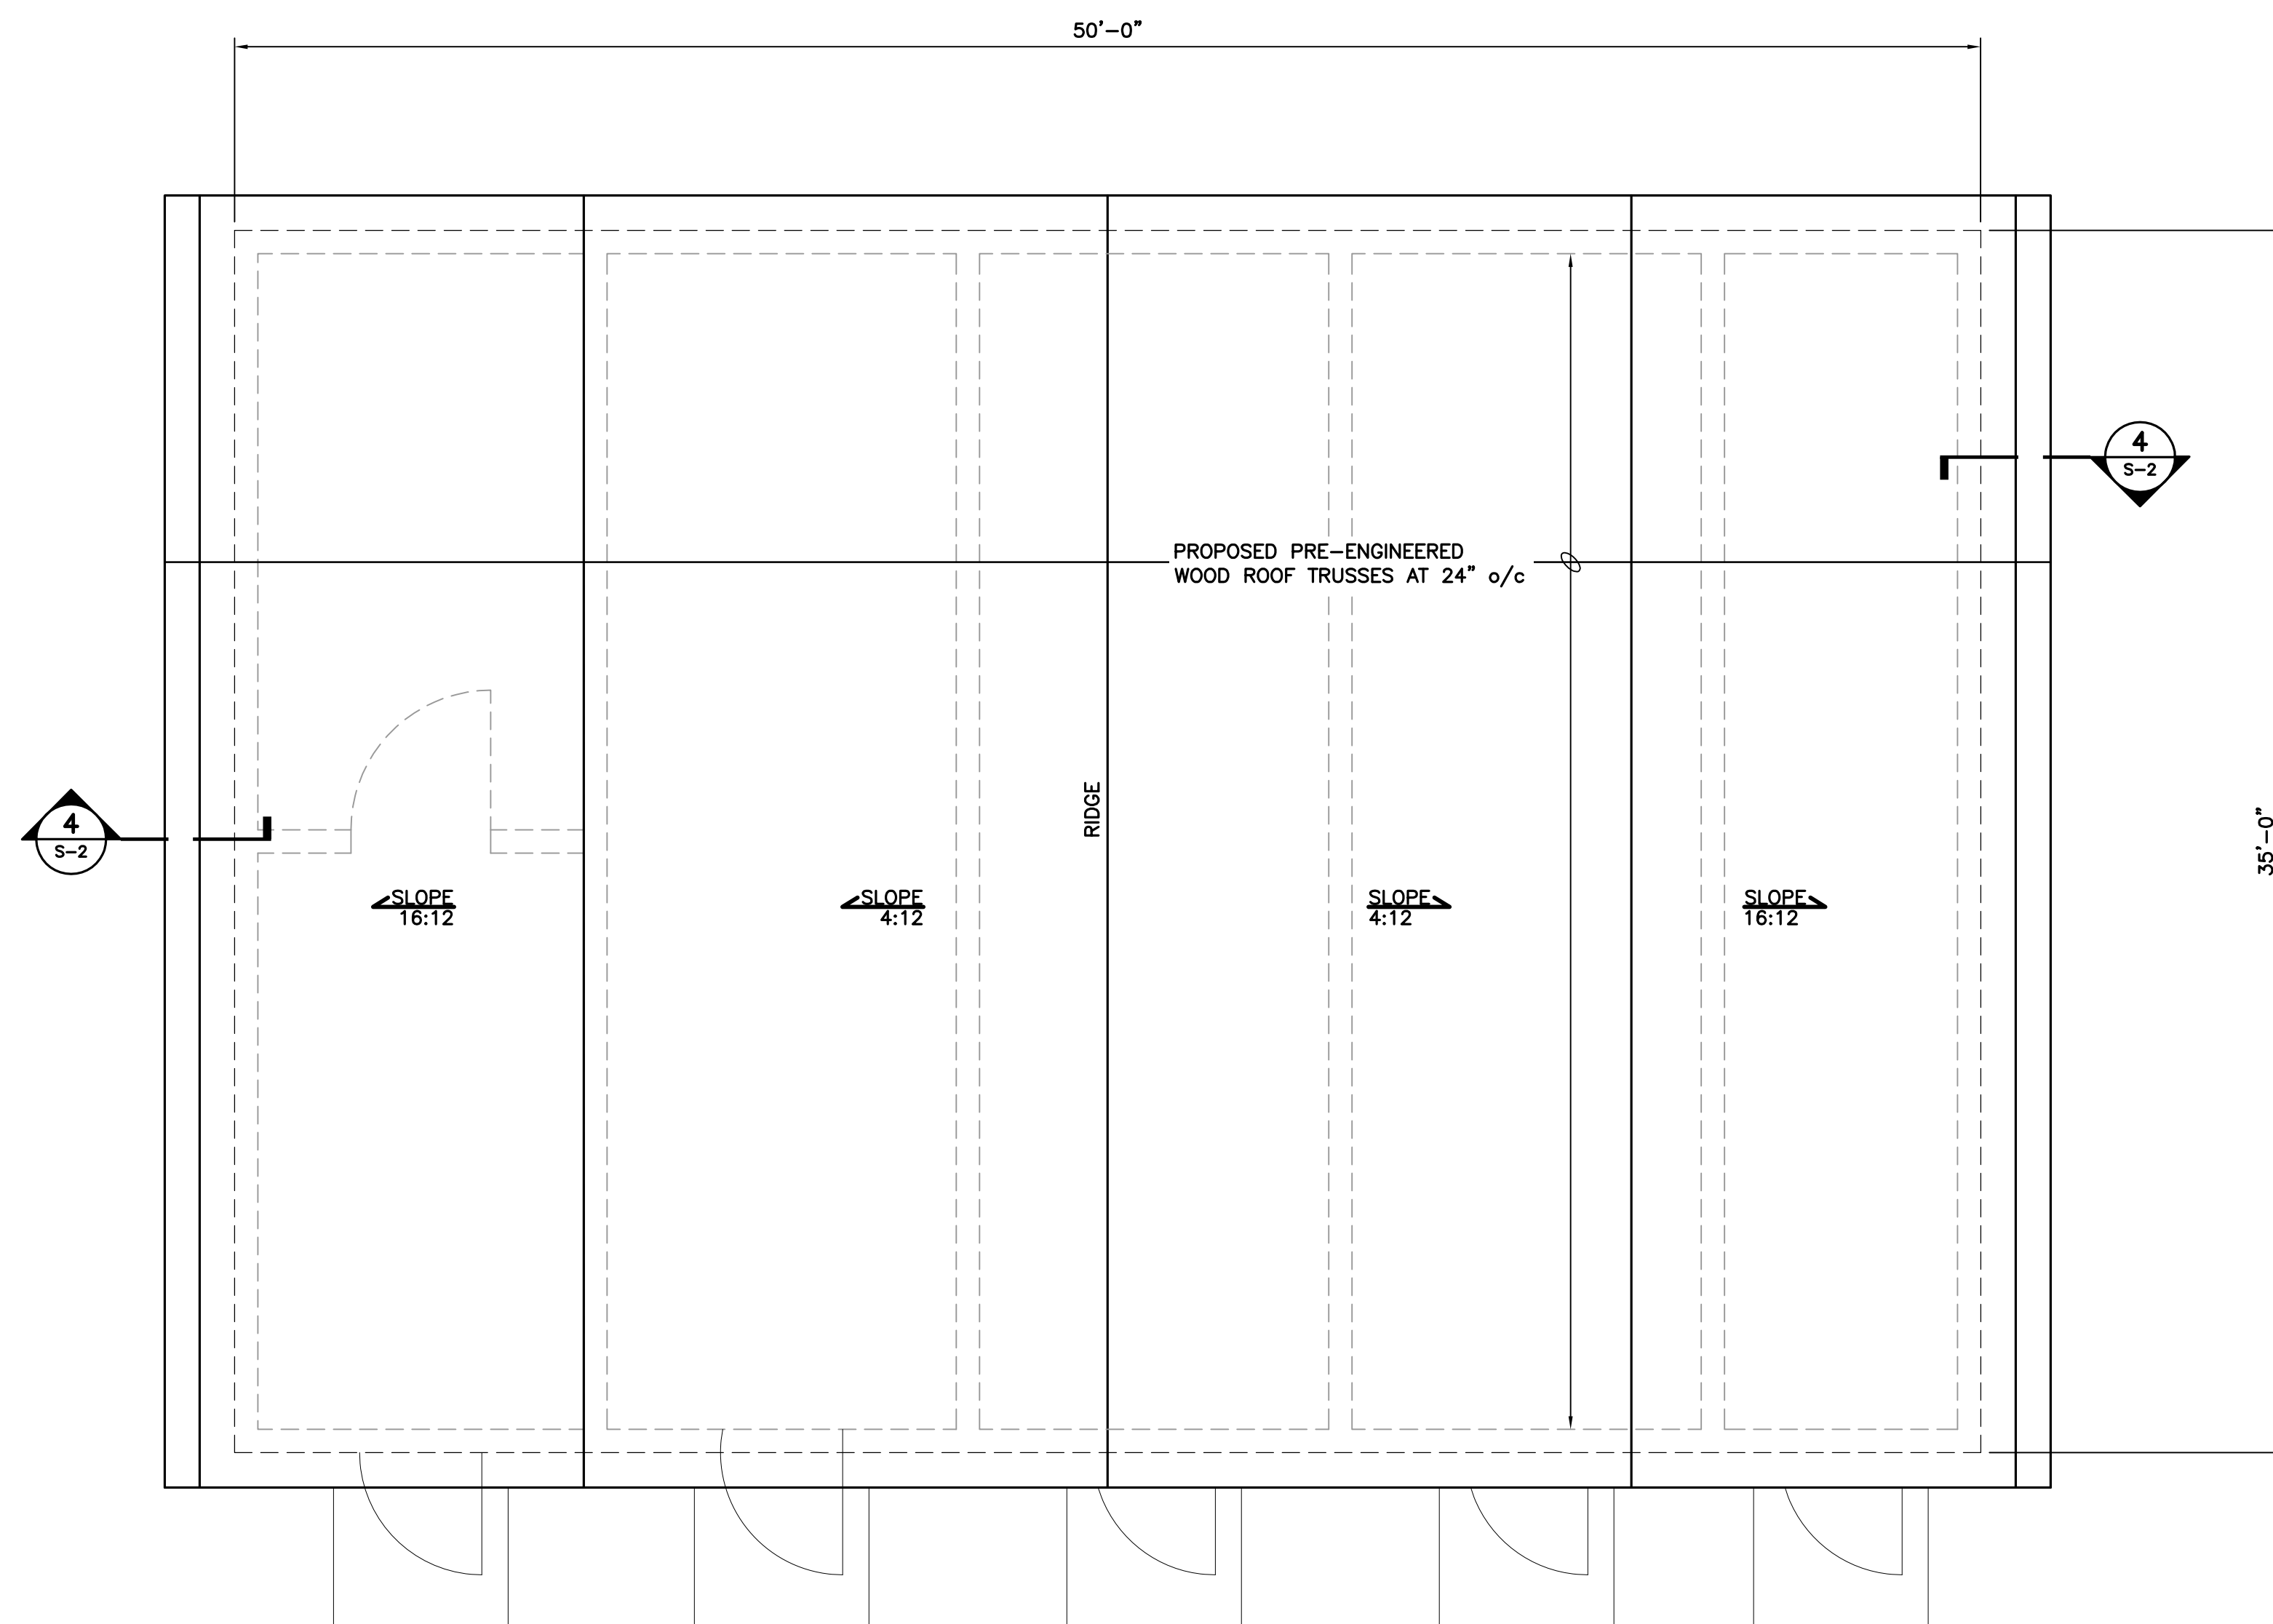 50'-0"
4
S-2
PROPOSED PRE-ENGINEERED
WOOD ROOF TRUSSES AT 24" o/c
RIDGE
4
S-2
35'-0"
SLOPE
16:12
SLOPE
4:12
SLOPE
4:12
SLOPE
16:12